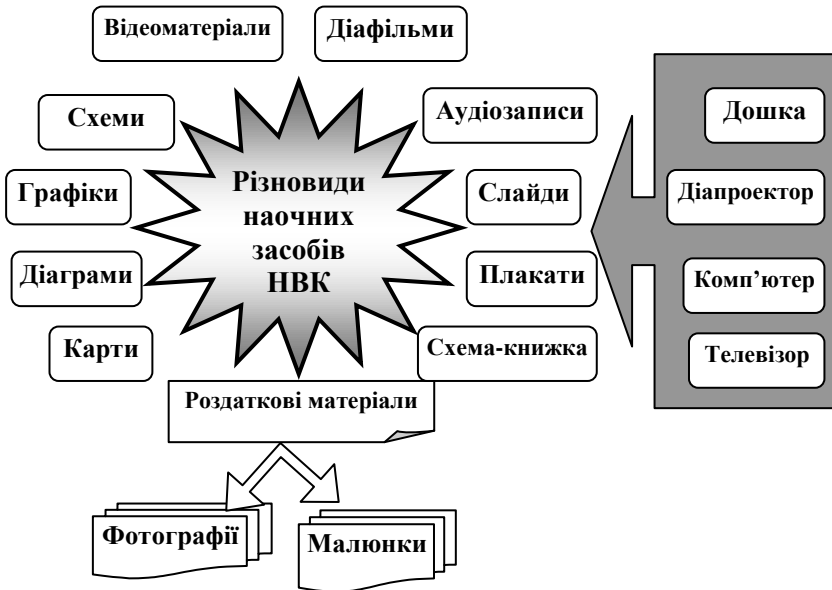 Відеоматеріали
Діафільми
Схеми
Аудіозаписи
Дошка
Графіки
Різновиди
наочних
засобів
НВК
Слайди
Діапроектор
Діаграми
Плакати
Комп’ютер
Карти
Схема-книжка
Телевізор
Роздаткові матеріали
Фотографії
Малюнки